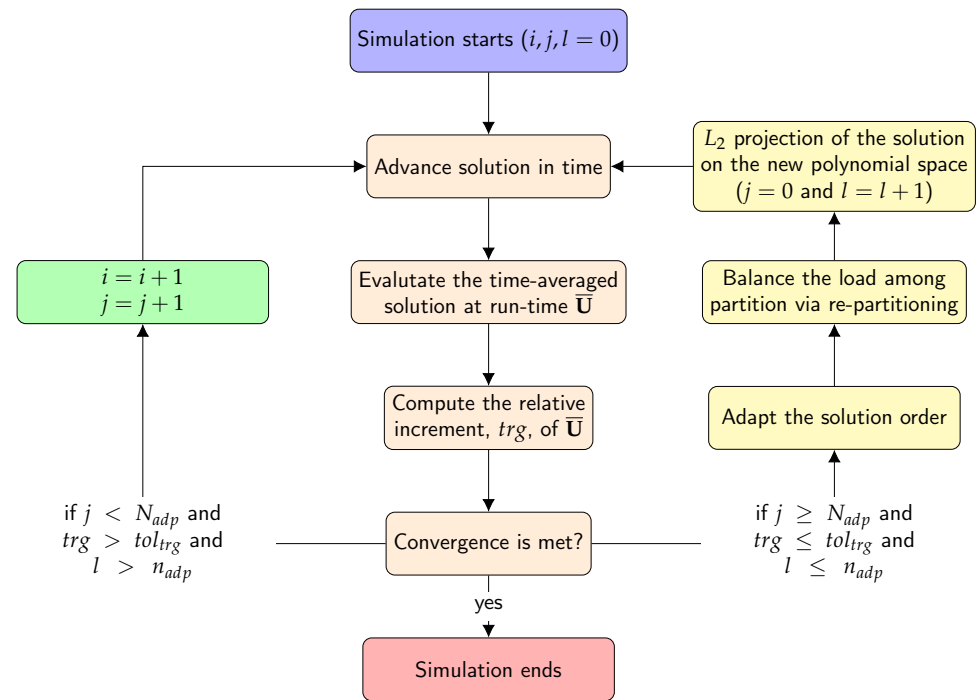 Simulation starts (i, j, l = 0)
Advance solution in time
L₂ projection of the solution
on the new polynomial space
(j = 0 and l = l + 1)
i = i + 1
j = j + 1
Evalutate the time-averaged
solution at run-time U̅
Balance the load among
partition via re-partitioning
Compute the relative
increment, trg, of U̅
Adapt the solution order
if j < N_adp and
trg > tol_trg and
l > n_adp
Convergence is met?
if j ≥ N_adp and
trg ≤ tol_trg and
l ≤ n_adp
yes
Simulation ends